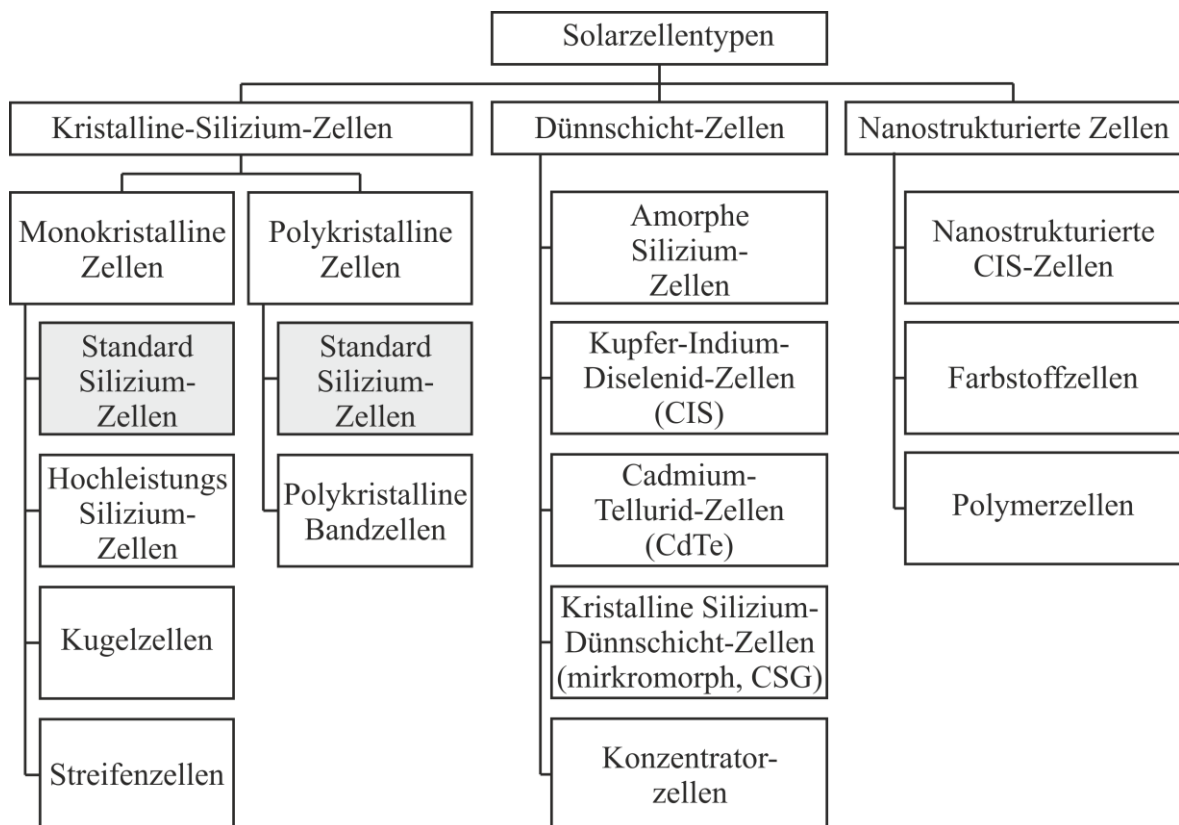 Solarzellentypen
Kristalline-Silizium-Zellen
Dünnschicht-Zellen
Nanostrukturierte Zellen
Monokristalline
Zellen
Polykristalline
Zellen
Amorphe
Silizium-
Zellen
Nanostrukturierte
CIS-Zellen
Standard
Silizium-
Zellen
Standard
Silizium-
Zellen
Kupfer-Indium-
Diselenid-Zellen
(CIS)
Farbstoffzellen
Hochleistungs
Silizium-
Zellen
Polykristalline
Bandzellen
Cadmium-
Tellurid-Zellen
(CdTe)
Polymerzellen
Kugelzellen
Kristalline Silizium-
Dünnschicht-Zellen
(mirkromorph, CSG)
Streifenzellen
Konzentrator-
zellen